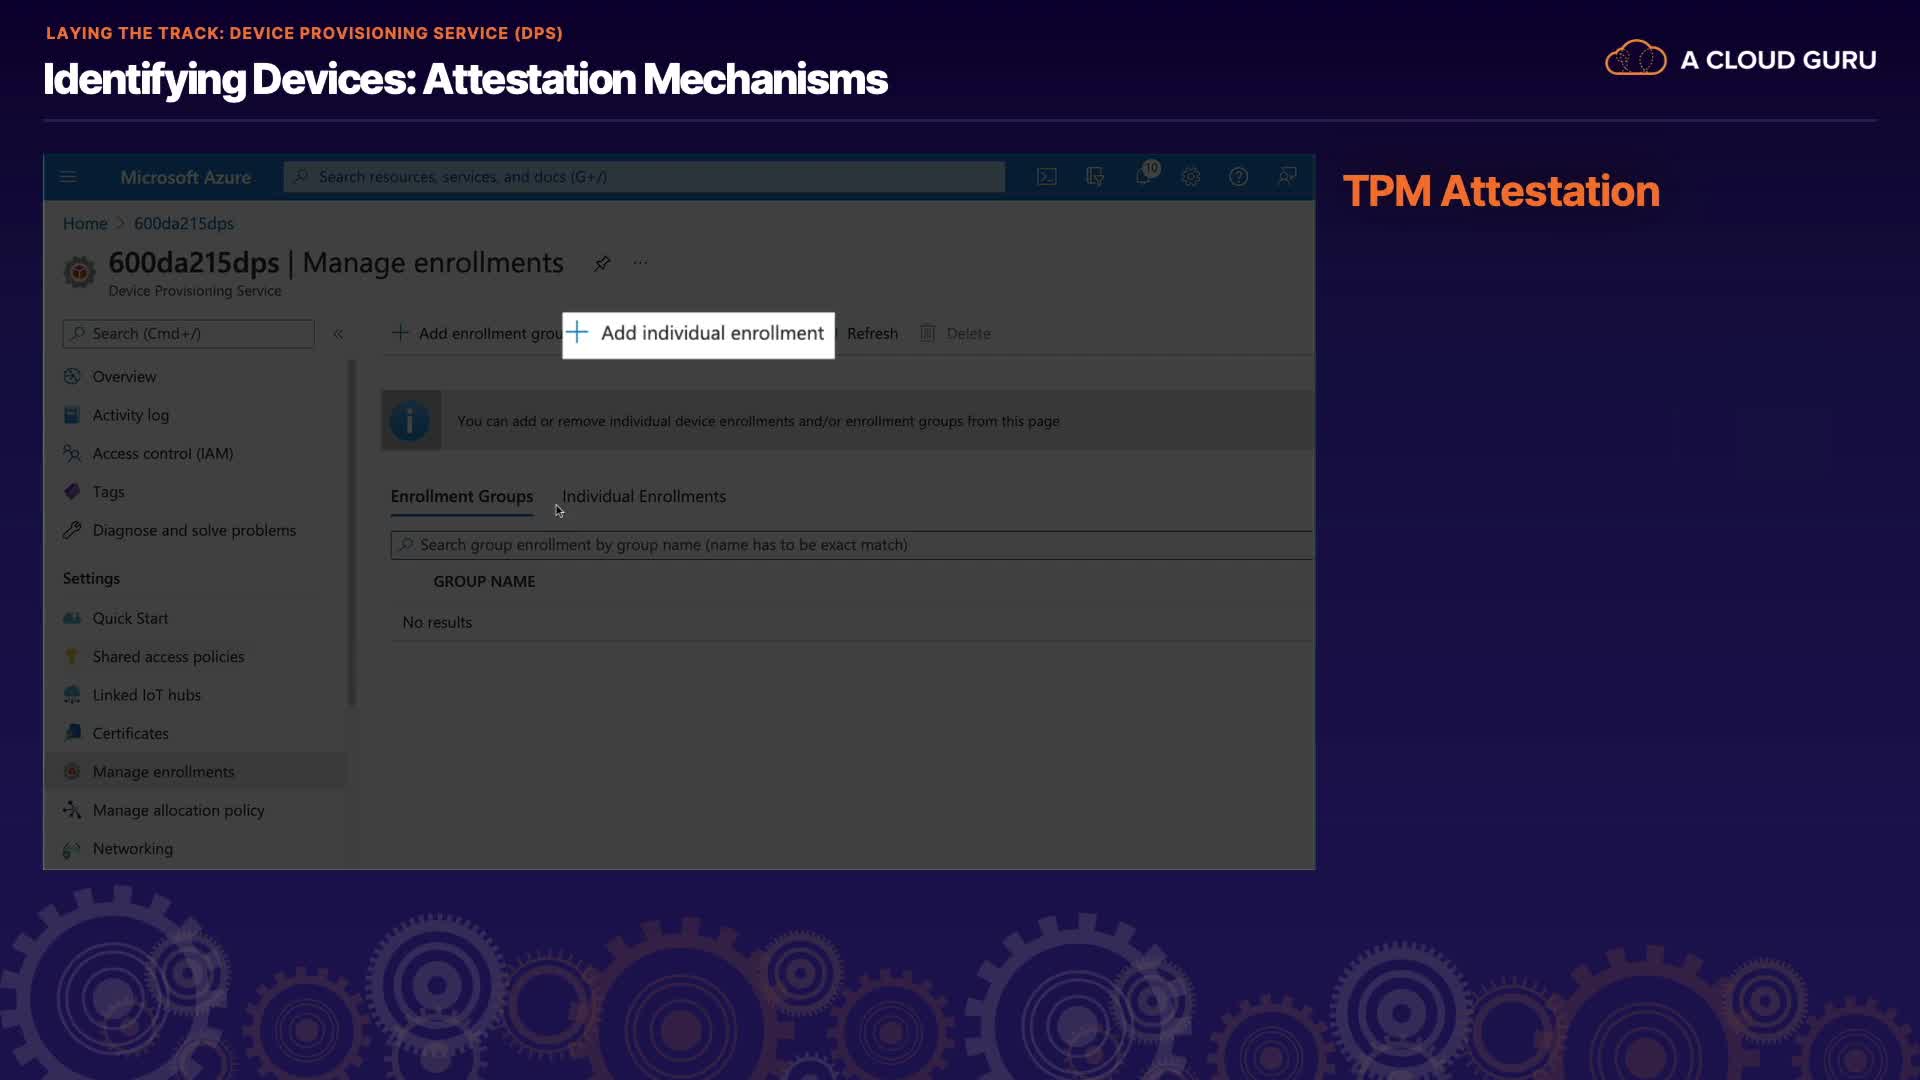 LAYING THE TRACK: DEVICE PROVISIONING SERVICE (DPS)
Identifying Devices: Attestation Mechanisms
A CLOUD GURU
Microsoft Azure
Search resources, services, and docs (G+/)
10
TPM Attestation
Home > 600da215dps
600da215dps | Manage enrollments
Device Provisioning Service
Search (Cmd+/)
Add enrollment grou
Add individual enrollment
Refresh
Delete
Overview
Activity log
Access control (IAM)
Tags
Diagnose and solve problems
Settings
Quick Start
Shared access policies
Linked IoT hubs
Certificates
Manage enrollments
Manage allocation policy
Networking
You can add or remove individual device enrollments and/or enrollment groups from this page
Enrollment Groups
Individual Enrollments
Search group enrollment by group name (name has to be exact match)
GROUP NAME
No results